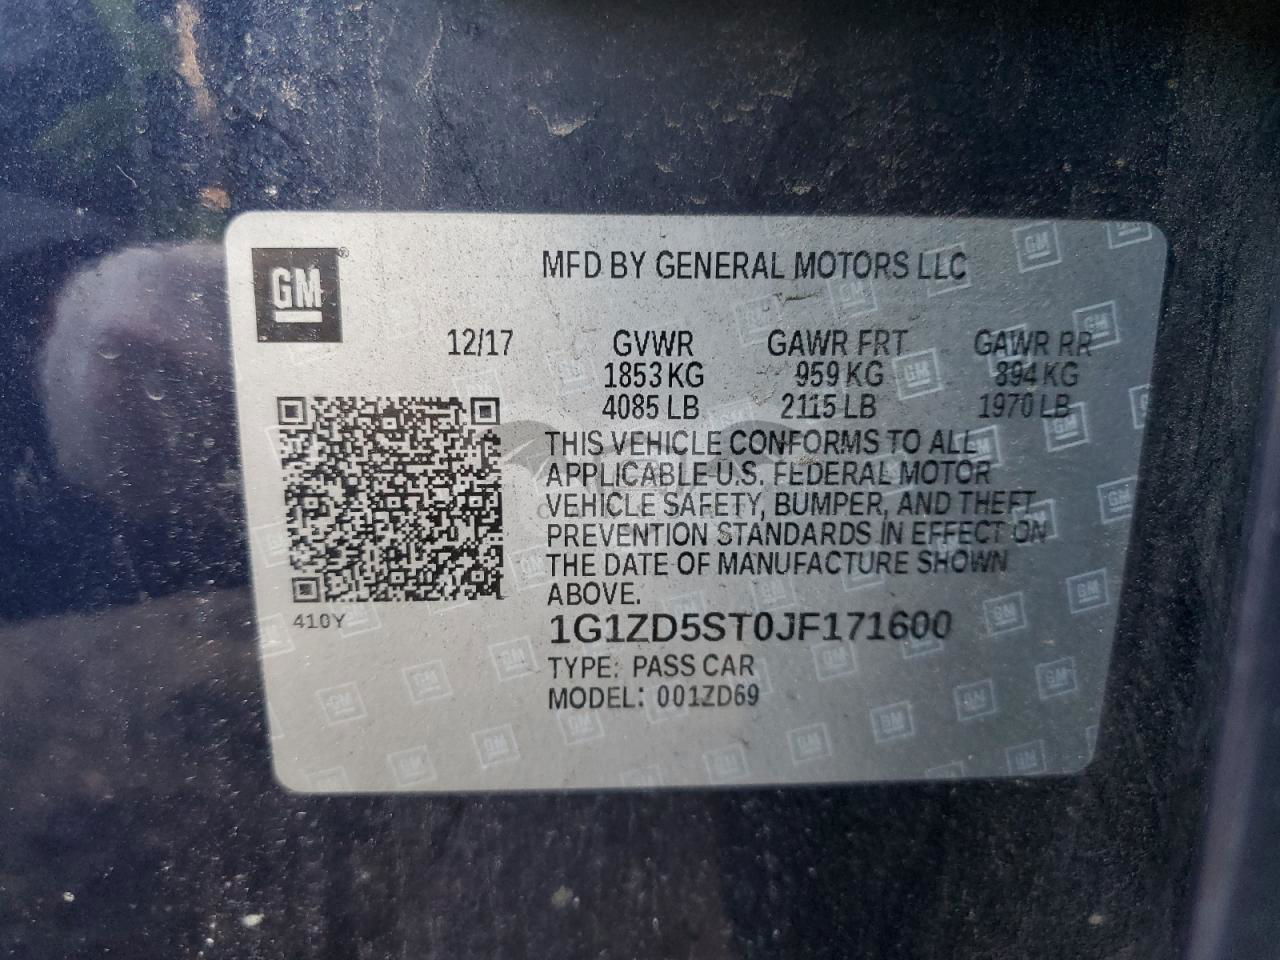 GM ®
MFD BY GENERAL MOTORS LLC
12/17 GVWR GAWR FRT GAWR RR
1853 KG 959 KG 894 KG
4085 LB 2115 LB 1970 LB
THIS VEHICLE CONFORMS TO ALL
APPLICABLE U.S. FEDERAL MOTOR
VEHICLE SAFETY, BUMPER, AND THEFT
PREVENTION STANDARDS IN EFFECT ON
THE DATE OF MANUFACTURE SHOWN
ABOVE.
410Y
1G1ZD5ST0JF171600
TYPE: PASS CAR
MODEL: 001ZD69